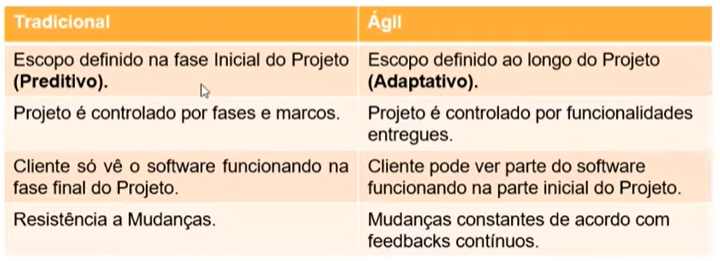 Tradicional
Ágil
Escopo definido na fase Inicial do Projeto
(Preditivo).
Escopo definido ao longo do Projeto
(Adaptativo).
Projeto é controlado por fases e marcos.
Projeto é controlado por funcionalidades
entregues.
Cliente só vê o software funcionando na
fase final do Projeto.
Cliente pode ver parte do software
funcionando na parte inicial do Projeto.
Resistência a Mudanças.
Mudanças constantes de acordo com
feedbacks contínuos.